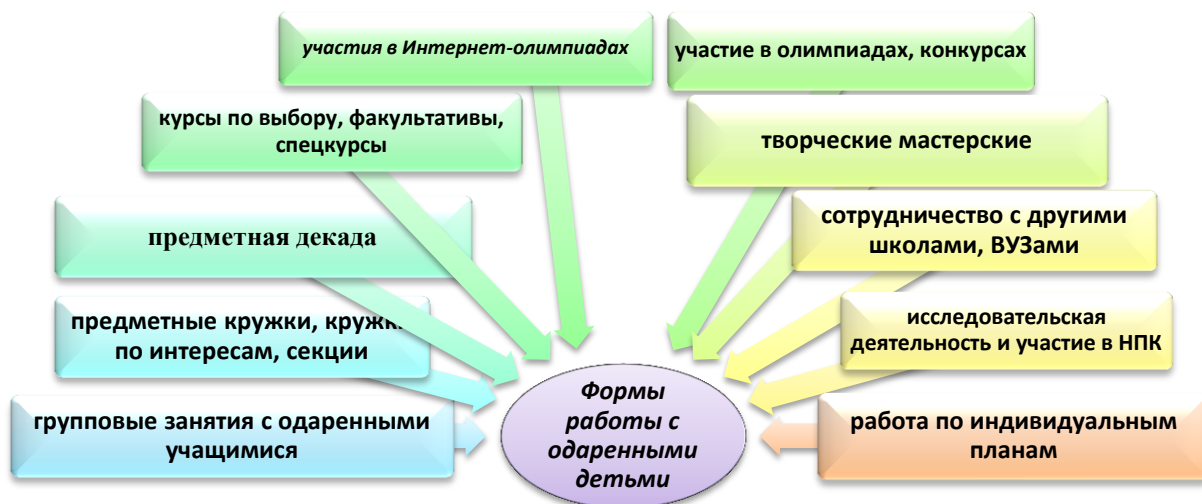 участия в Интернет-олимпиадах
участие в олимпиадах, конкурсах
курсы по выбору, факультативы,
спецкурсы
творческие мастерские
предметная декада
сотрудничество с другими
школами, ВУЗами
предметные кружки, кружк
по интересам, секции
исследовательская
деятельность и участие в НПК
групповые занятия с одаренными
учащимися
Формы
работы с
одаренными
детьми
работа по индивидуальным
планам